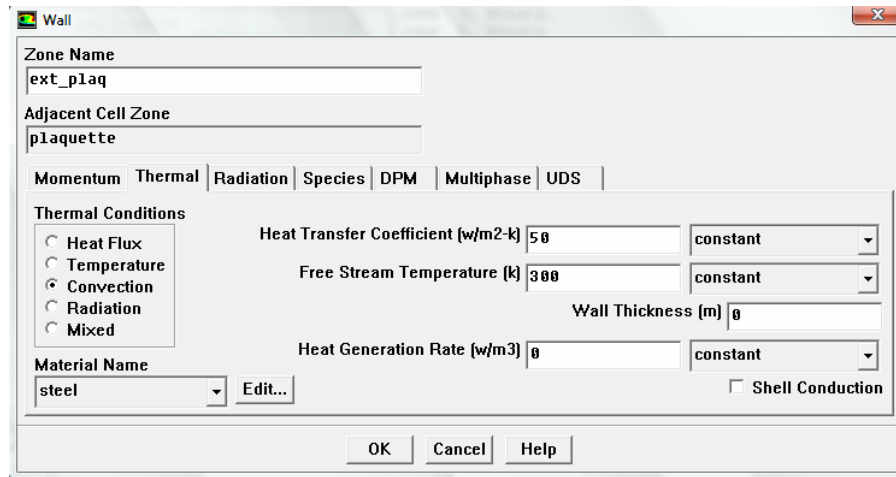 Wall
Zone Name
ext_plaq
Adjacent Cell Zone
plaquette
Momentum Thermal Radiation Species DPM Multiphase UDS
Thermal Conditions
Heat Flux
Temperature
Convection
Radiation
Mixed
Material Name
steel Edit...
Heat Transfer Coefficient (w/m2-k) 50 constant
Free Stream Temperature (k) 300 constant
Wall Thickness (m) 0
Heat Generation Rate (w/m3) 0 constant
Shell Conduction
OK Cancel Help